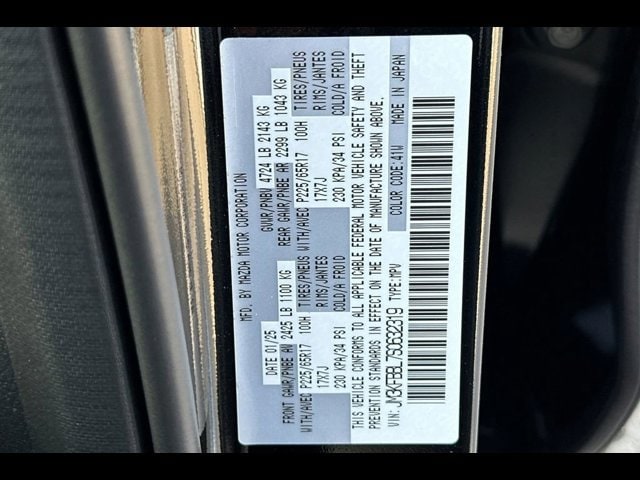 MFD. BY MAZDA MOTOR CORPORATION
DATE 01/25 GVWR/PNBV 4724 LB 2143 KG
FRONT GAWR/PNBE AV 2425 LB 1100 KG REAR GAWR/PNBE AR 2299 LB 1043 KG
WITH/AVEC P225/65R17 100H TIRES/PNEUS WITH/AVEC P225/65R17 100H TIRES/PNEUS
17X7J RIMS/JANTES 17X7J RIMS/JANTES
230 KPA/34 PSI COLD/A FROID 230 KPA/34 PSI COLD/A FROID
THIS VEHICLE CONFORMS TO ALL APPLICABLE FEDERAL MOTOR VEHICLE SAFETY AND THEFT
PREVENTION STANDARDS IN EFFECT ON THE DATE OF MANUFACTURE SHOWN ABOVE.
VIN: JM3KFBBL7S0632319 TYPE:MPV COLOR CODE:41W MADE IN JAPAN